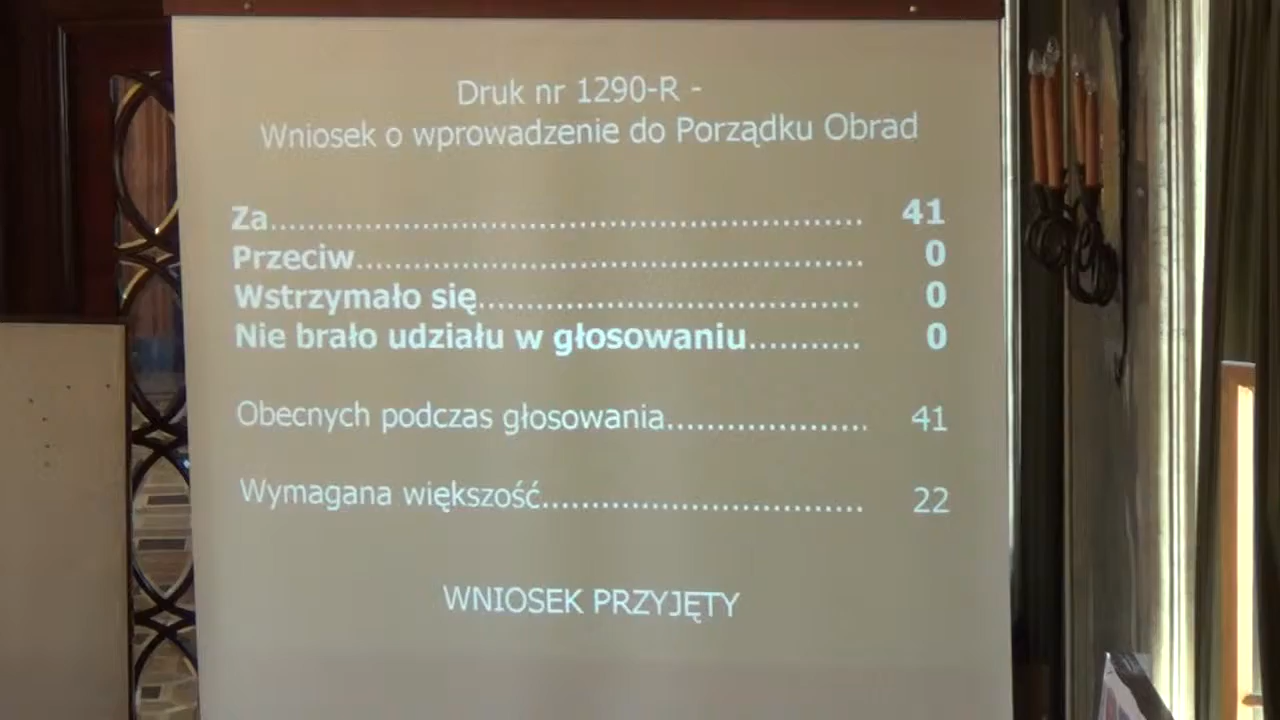 Druk nr 1290-R -
Wniosek o wprowadzenie do Porządku Obrad
Za.......................................................... 41
Przeciw.................................................. 0
Wstrzymało się...................................... 0
Nie brało udziału w głosowaniu........... 0
Obecnych podczas głosowania.................... 41
Wymagana większość................................ 22
WNIOSEK PRZYJĘTY